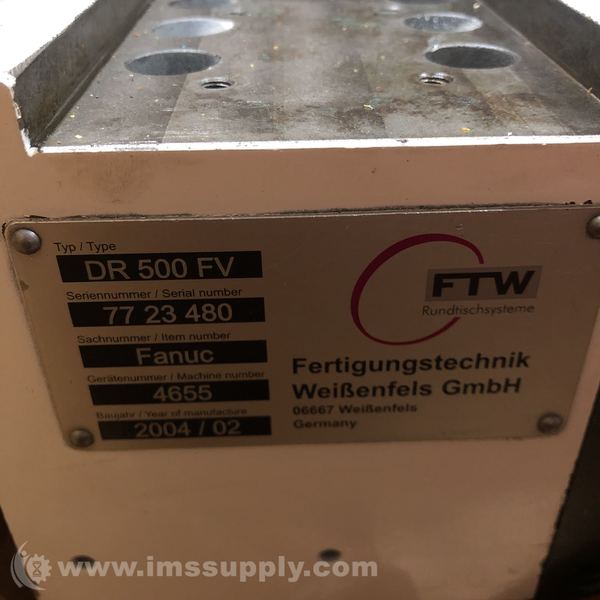 Typ / Type
DR 500 FV
Seriennummer / Serial number
77 23 480
Sachnummer / Item number
Fanuc
Gerätenummer / Machine number
4655
Baujahr / Year of manufacture
2004 / 02
FTW
Rundtischsysteme
Fertigungstechnik
Weißenfels GmbH
06667 Weißenfels
Germany
www.imssupply.com